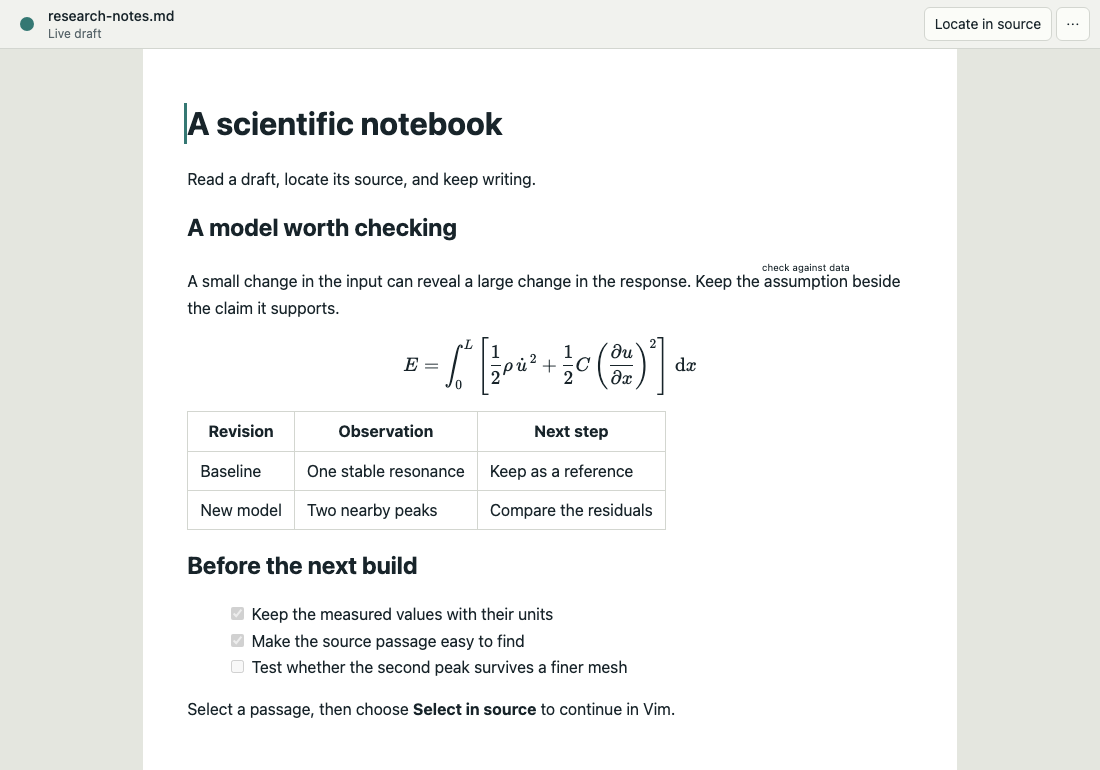 research-notes.md
Live draft
Locate in source
...
A scientific notebook
Read a draft, locate its source, and keep writing.
A model worth checking
check against data
A small change in the input can reveal a large change in the response. Keep the assumption beside
the claim it supports.
E = ∫₀ᴸ [ 1/2 ρ u̇² + 1/2 C (∂u/∂x)² ] dx
Revision Observation Next step
Baseline One stable resonance Keep as a reference
New model Two nearby peaks Compare the residuals
Before the next build
Keep the measured values with their units
Make the source passage easy to find
Test whether the second peak survives a finer mesh
Select a passage, then choose Select in source to continue in Vim.